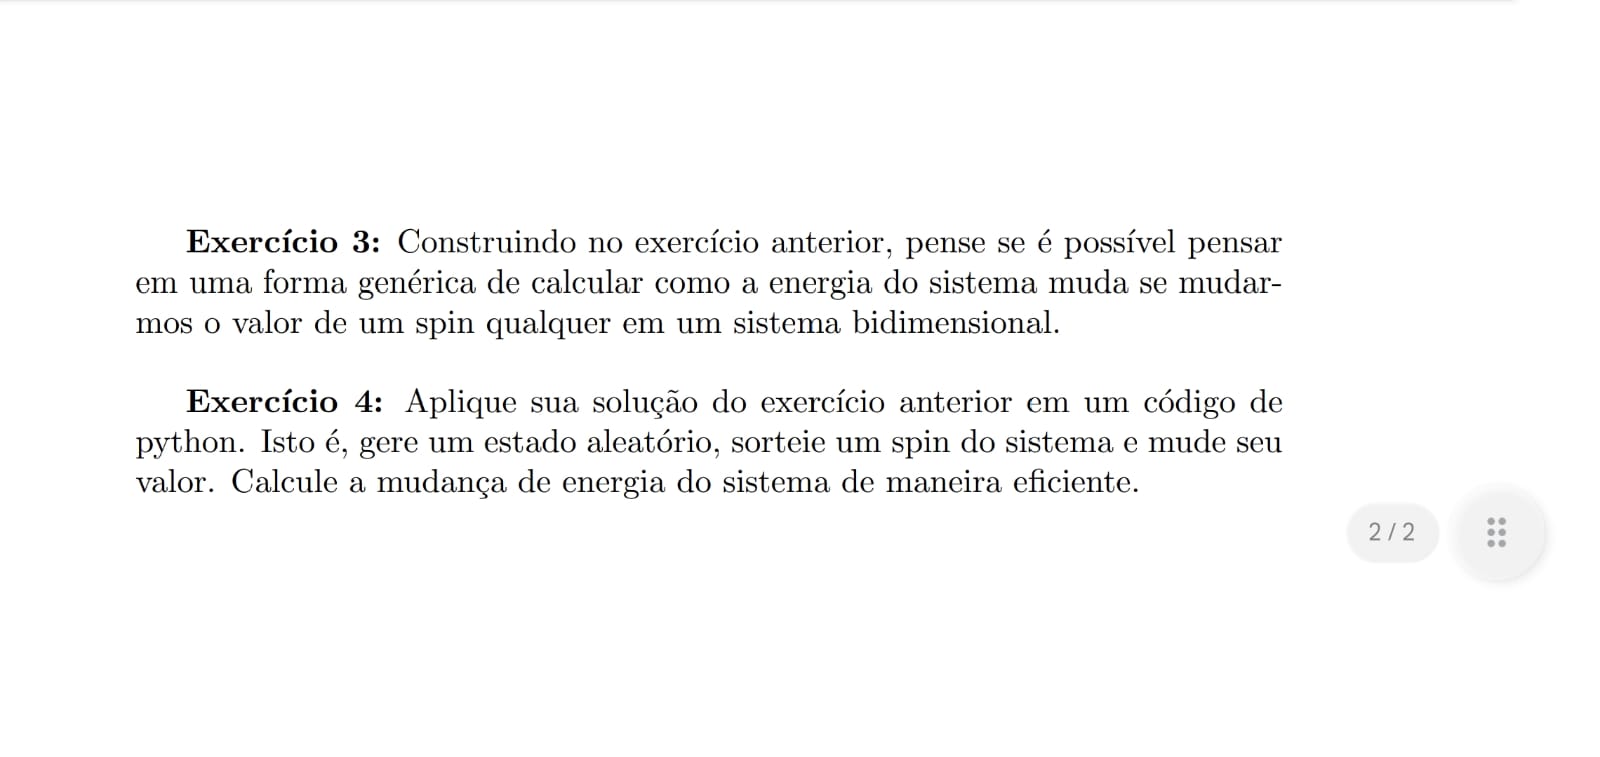 Exercício 3: Construindo no exercício anterior, pense se é possível pensar
em uma forma genérica de calcular como a energia do sistema muda se mudar-
mos o valor de um spin qualquer em um sistema bidimensional.
Exercício 4: Aplique sua solução do exercício anterior em um código de
python. Isto é, gere um estado aleatório, sorteie um spin do sistema e mude seu
valor. Calcule a mudança de energia do sistema de maneira eficiente.
2 / 2